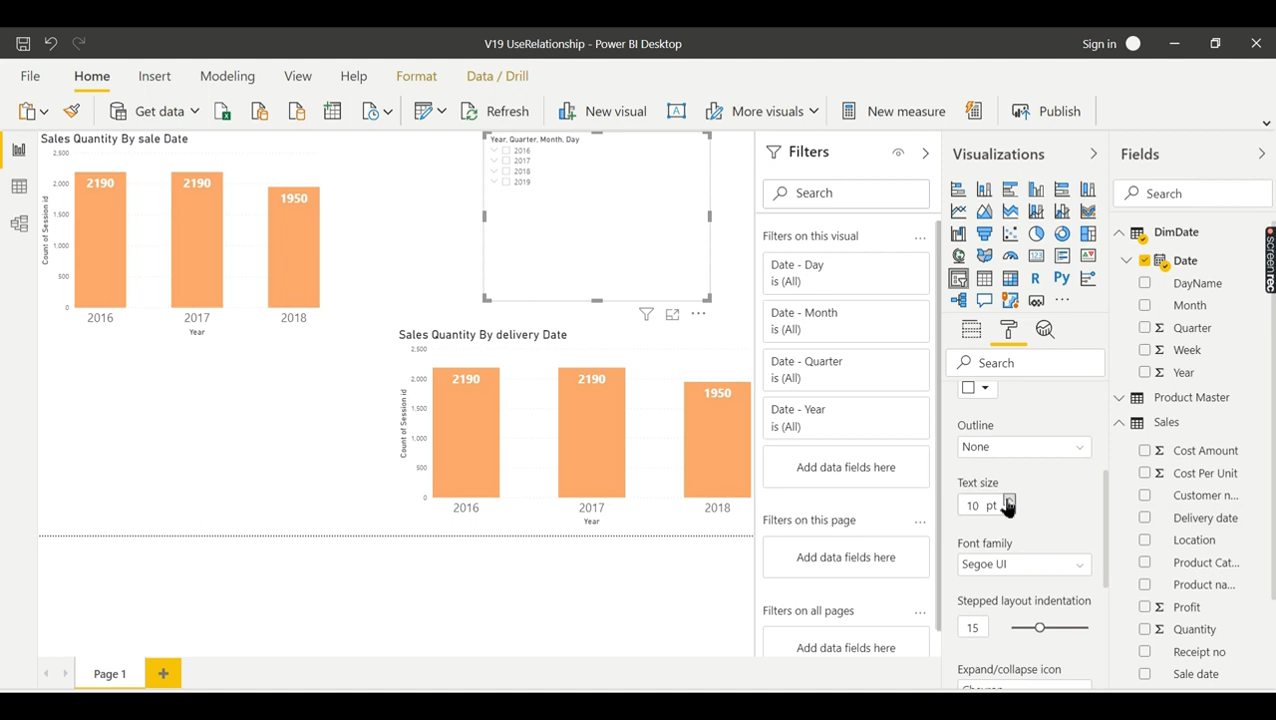 V19 UseRelationship - Power BI Desktop
Sign in
File Home Insert Modeling View Help Format Data / Drill
Get data Refresh New visual More visuals New measure Publish
Sales Quantity By sale Date
2,500
2,000
1,500
1,000
500
0
Count of Session id
2190 2190 1950
2016 2017 2018
Year
Year, Quarter, Month, Day
2016
2017
2018
2019
Sales Quantity By delivery Date
2,500
2,000
1,500
1,000
500
0
Count of Session id
2190 2190 1950
2016 2017 2018
Year
Page 1
Filters
Search
Filters on this visual ...
Date - Day
is (All)
Date - Month
is (All)
Date - Quarter
is (All)
Date - Year
is (All)
Add data fields here
Filters on this page ...
Add data fields here
Filters on all pages ...
Add data fields here
Visualizations
R Py
123
Search
Outline
None
Text size
10 pt
Font family
Segoe UI
Stepped layout indentation
15
Expand/collapse icon
Chevron
Fields
Search
DimDate
Date
DayName
Month
Σ Quarter
Σ Week
Σ Year
Product Master
Sales
Σ Cost Amount
Σ Cost Per Unit
Customer n...
Delivery date
Location
Product Cat...
Product na...
Σ Profit
Σ Quantity
Receipt no
Sale date
screenrec